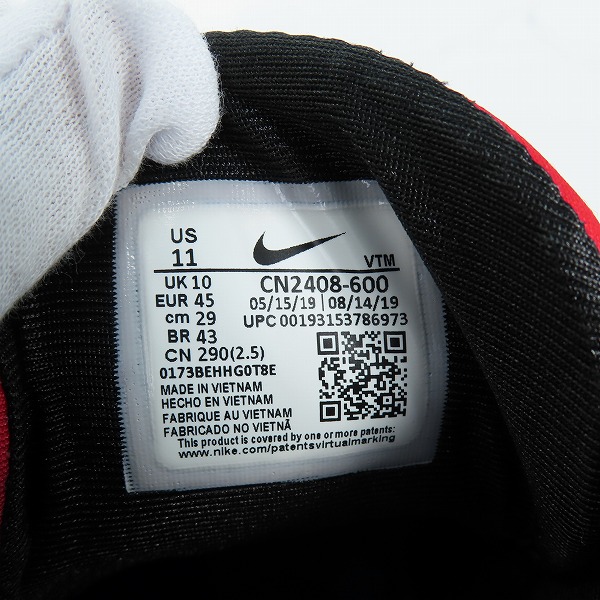 US
11
VTM
UK 10
EUR 45
cm 29
BR 43
CN 290(2.5)
CN2408-600
05/15/19 | 08/14/19
UPC 00193153786973
0173BEHHG0T8E
MADE IN VIETNAM
HECHO EN VIETNAM
FABRIQUE AU VIETNAM
FABRICADO NO VIETNÃ
This product is covered by one or more patents:
www.nike.com/patentsvirtualmarking